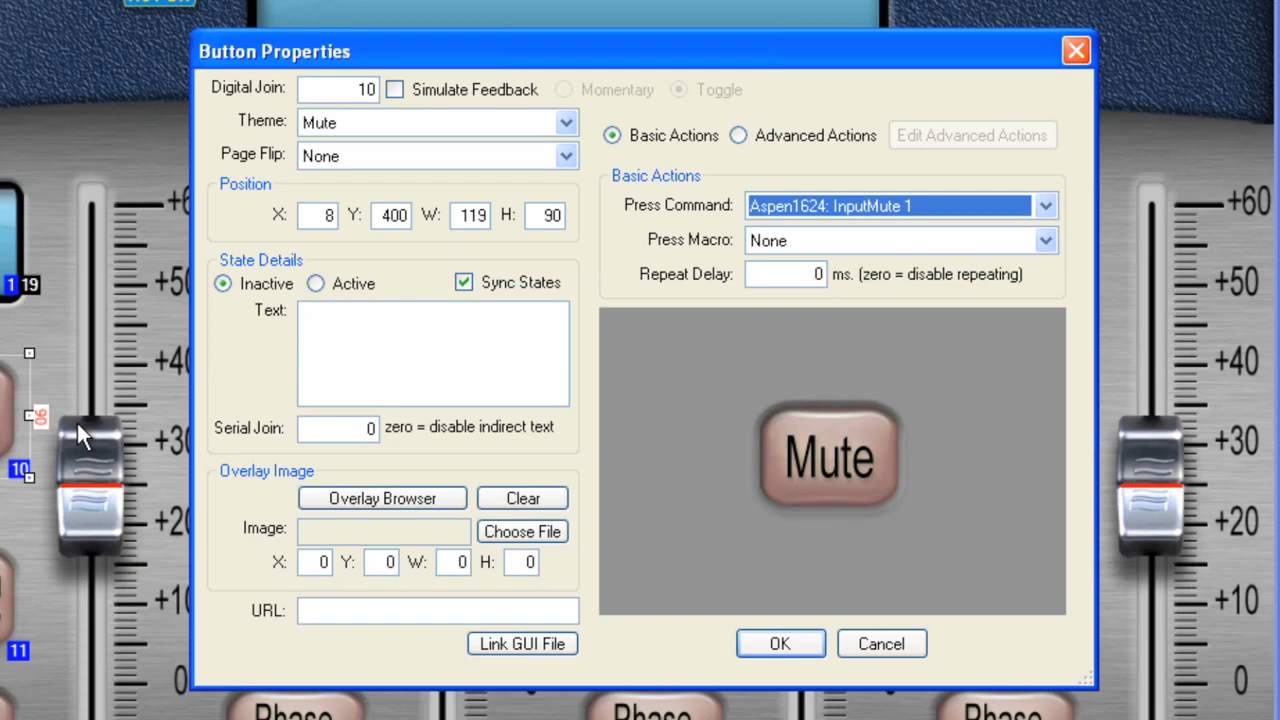 Button Properties
Digital Join: 10 Simulate Feedback Momentary Toggle
Theme: Mute
Page Flip: None
Basic Actions Advanced Actions Edit Advanced Actions
Position
X: 8 Y: 400 W: 119 H: 90
Basic Actions
Press Command: Aspen1624: InputMute 1
Press Macro: None
Repeat Delay: 0 ms. (zero = disable repeating)
State Details
Inactive Active Sync States
Text:
Serial Join: 0 zero = disable indirect text
Overlay Image
Overlay Browser Clear
Image: Choose File
X: 0 Y: 0 W: 0 H: 0
URL:
Link GUI File
Mute
OK Cancel
1 19
90
10
11
+6
+50
+40
+30
+20
+10
0
+60
+50
+40
+30
+20
+10
0
Phase
Phase
Phase